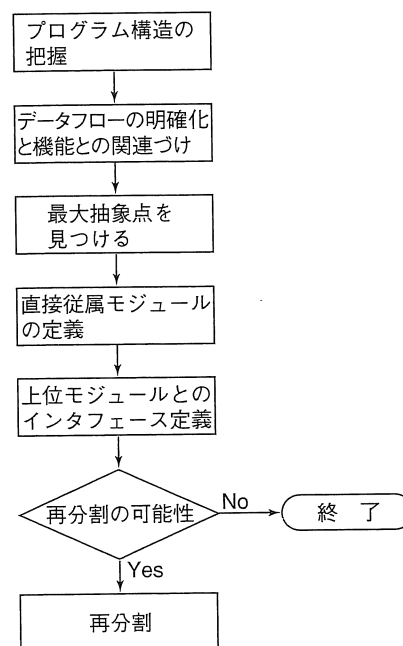 プログラム構造の
把握
データフローの明確化
と機能との関連づけ
最大抽象点を
見つける
直接従属モジュール
の定義
上位モジュールとの
インタフェース定義
再分割の可能性
No
終 了
Yes
再分割